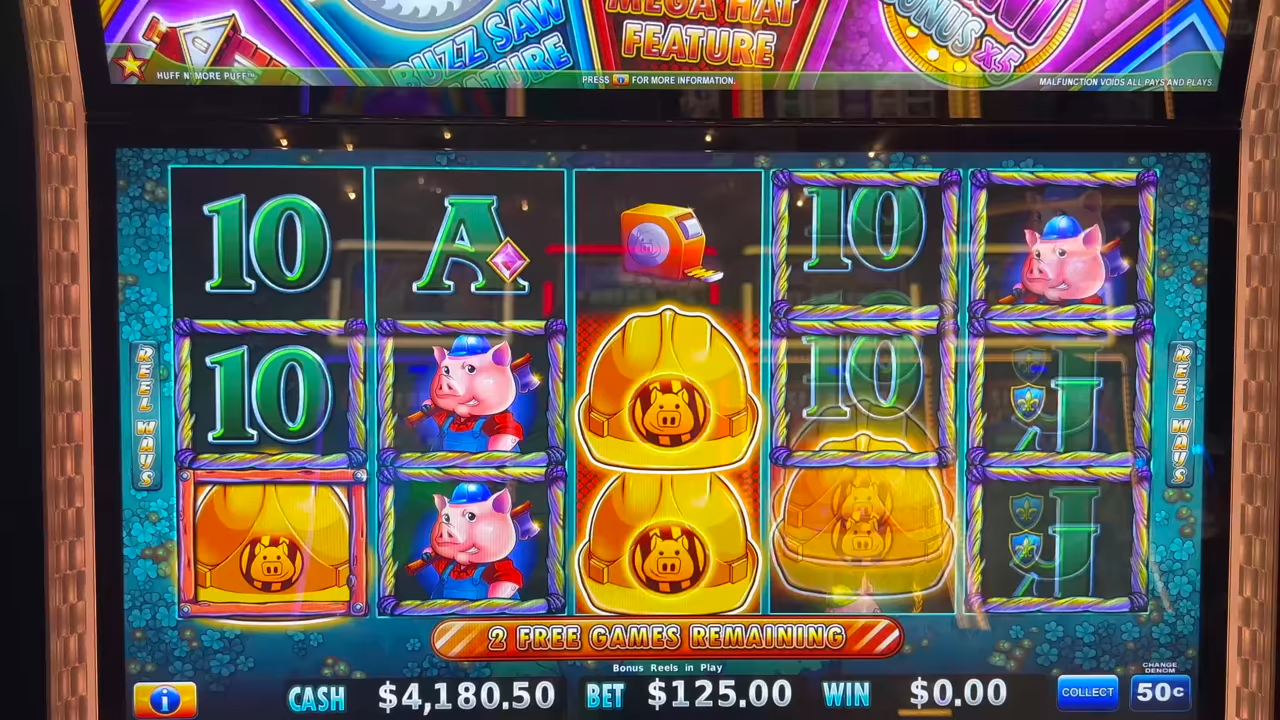 BUZZ SAW
FEATURE
MEGA HAT
FEATURE
BONUS X5
HUFF N' MORE PUFF™
PRESS i FOR MORE INFORMATION.
MALFUNCTION VOIDS ALL PAYS AND PLAYS.
10
A
10
10
10
J
J
REEL WAYS
REEL WAYS
2 FREE GAMES REMAINING
Bonus Reels in Play
CASH $4,180.50 BET $125.00 WIN $0.00
COLLECT
CHANGE
DENOM
50¢